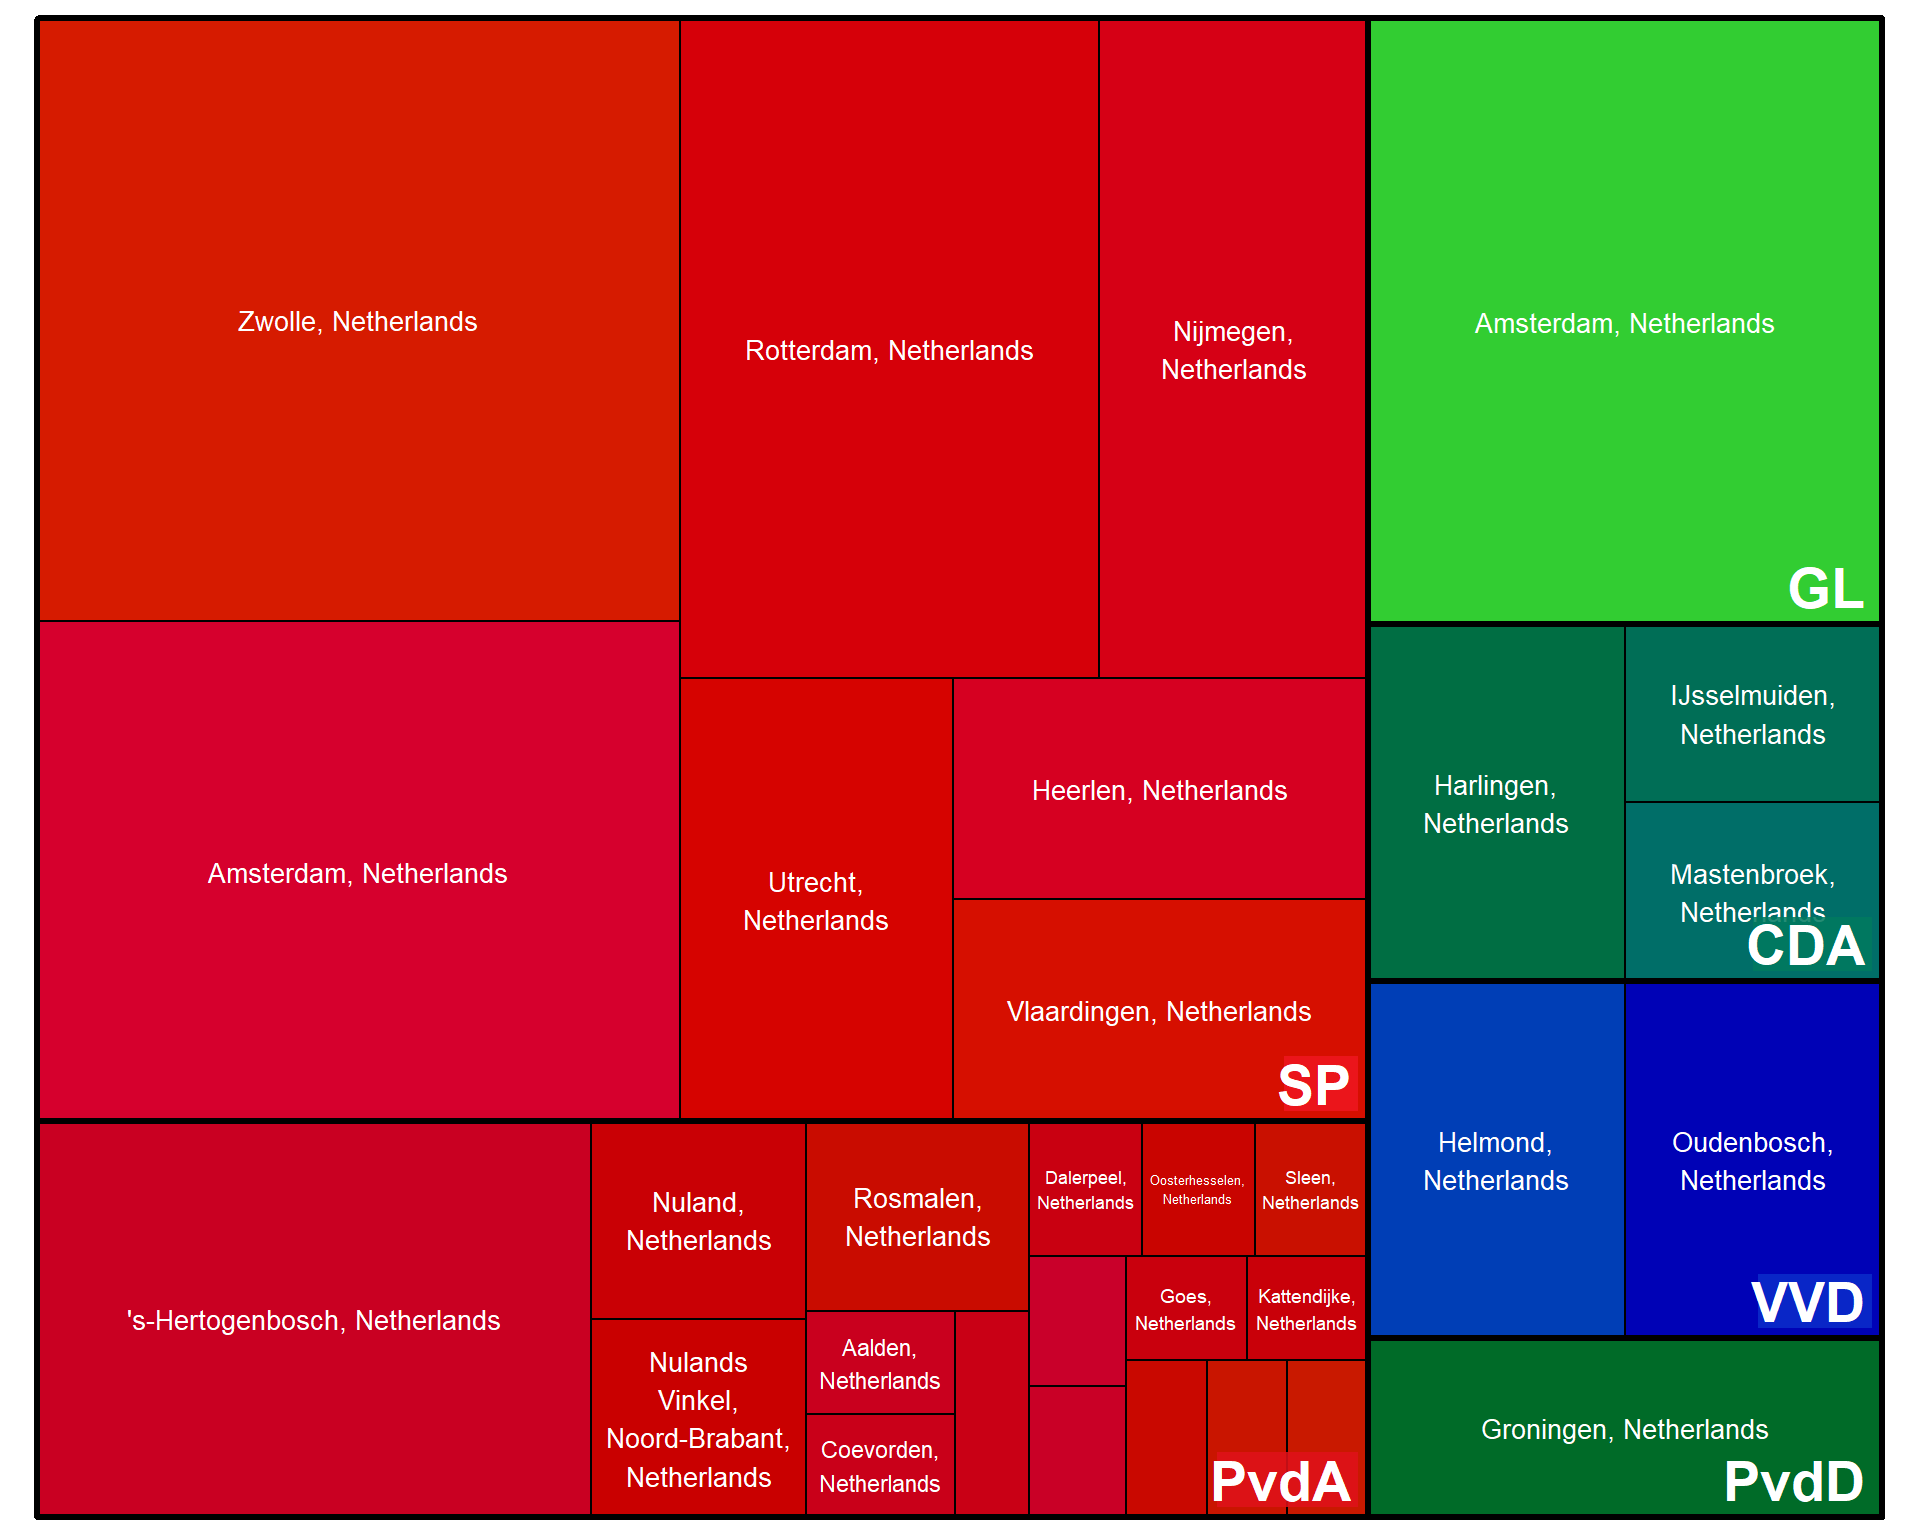 Zwolle, Netherlands
Rotterdam, Netherlands
Nijmegen,
Netherlands
Amsterdam, Netherlands
Utrecht,
Netherlands
Heerlen, Netherlands
Vlaardingen, Netherlands
SP
Amsterdam, Netherlands
GL
Harlingen,
Netherlands
IJsselmuiden,
Netherlands
Mastenbroek,
Netherlands
CDA
Helmond,
Netherlands
Oudenbosch,
Netherlands
VVD
Groningen, Netherlands
PvdD
's-Hertogenbosch, Netherlands
Nuland,
Netherlands
Nulands
Vinkel,
Noord-Brabant,
Netherlands
Rosmalen,
Netherlands
Aalden,
Netherlands
Coevorden,
Netherlands
Dalerpeel,
Netherlands
Oosterhesselen,
Netherlands
Sleen,
Netherlands
Goes,
Netherlands
Kattendijke,
Netherlands
PvdA